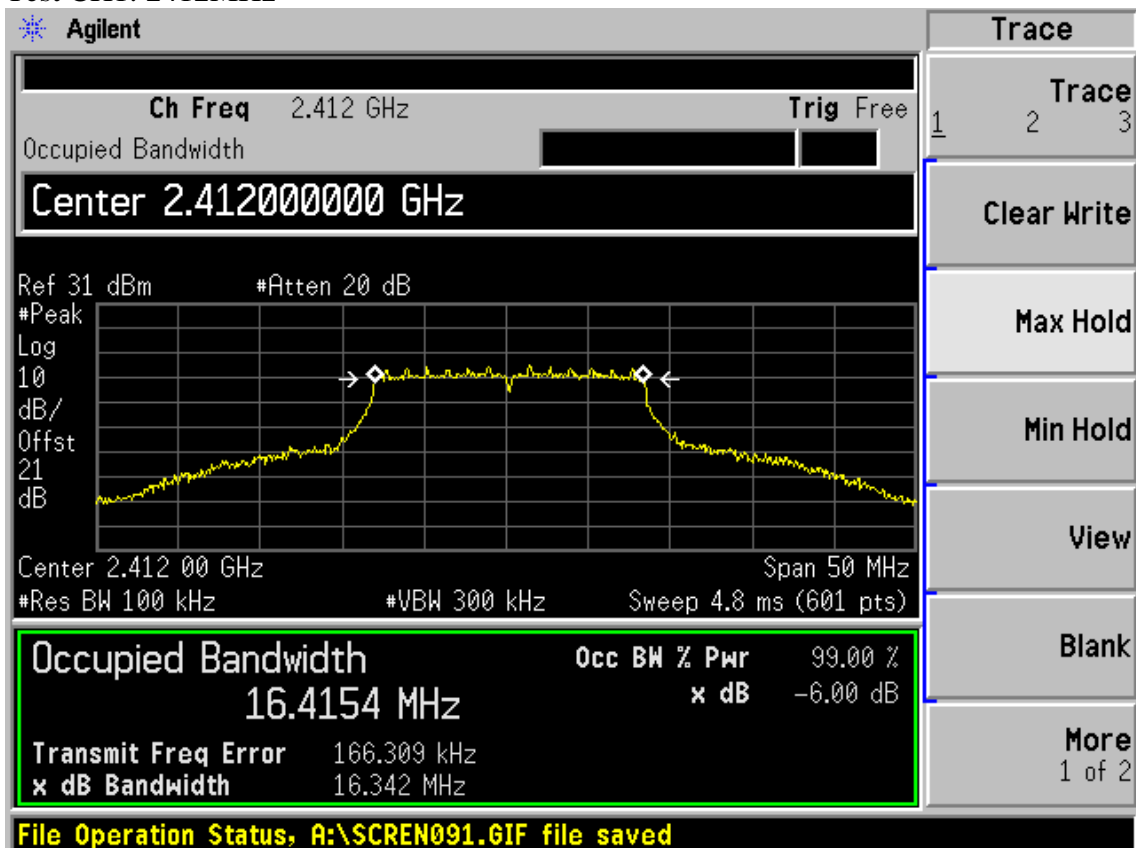 Agilent
Trace
Ch Freq 2.412 GHz Trig Free
Occupied Bandwidth
Center 2.412000000 GHz
Ref 31 dBm #Atten 20 dB
#Peak
Log
10
dB/
Offst
21
dB
Center 2.412 00 GHz Span 50 MHz
#Res BW 100 kHz #VBW 300 kHz Sweep 4.8 ms (601 pts)
Occupied Bandwidth
16.4154 MHz
Occ BW % Pwr 99.00 %
x dB -6.00 dB
Transmit Freq Error 166.309 kHz
x dB Bandwidth 16.342 MHz
File Operation Status, A:\SCREN091.GIF file saved
Trace
1 2 3
Clear Write
Max Hold
Min Hold
View
Blank
More
1 of 2